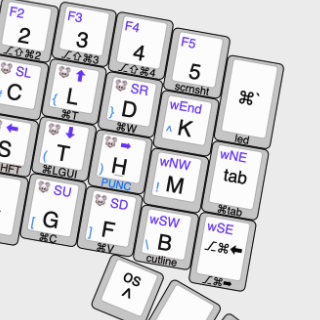 F2
2
⌥⇧⌘2
F3
3
⌥⇧⌘3
F4
4
⌥⇧⌘4
F5
5
scrnsht
⌘`
led
SL
C
⬆
( L
⌘T
SR
} D
⌘W
wEnd
^ K
wNE
tab
⌘tab
⬅
S
HFT
⬇
( T
⌘LGUI
➡
) H
PUNC
wNW
! M
wSE
⌥⌘⬅
⌥⌘➡
SU
[ G
⌘C
SD
] F
⌘V
wSW
\ B
cutline
os
^